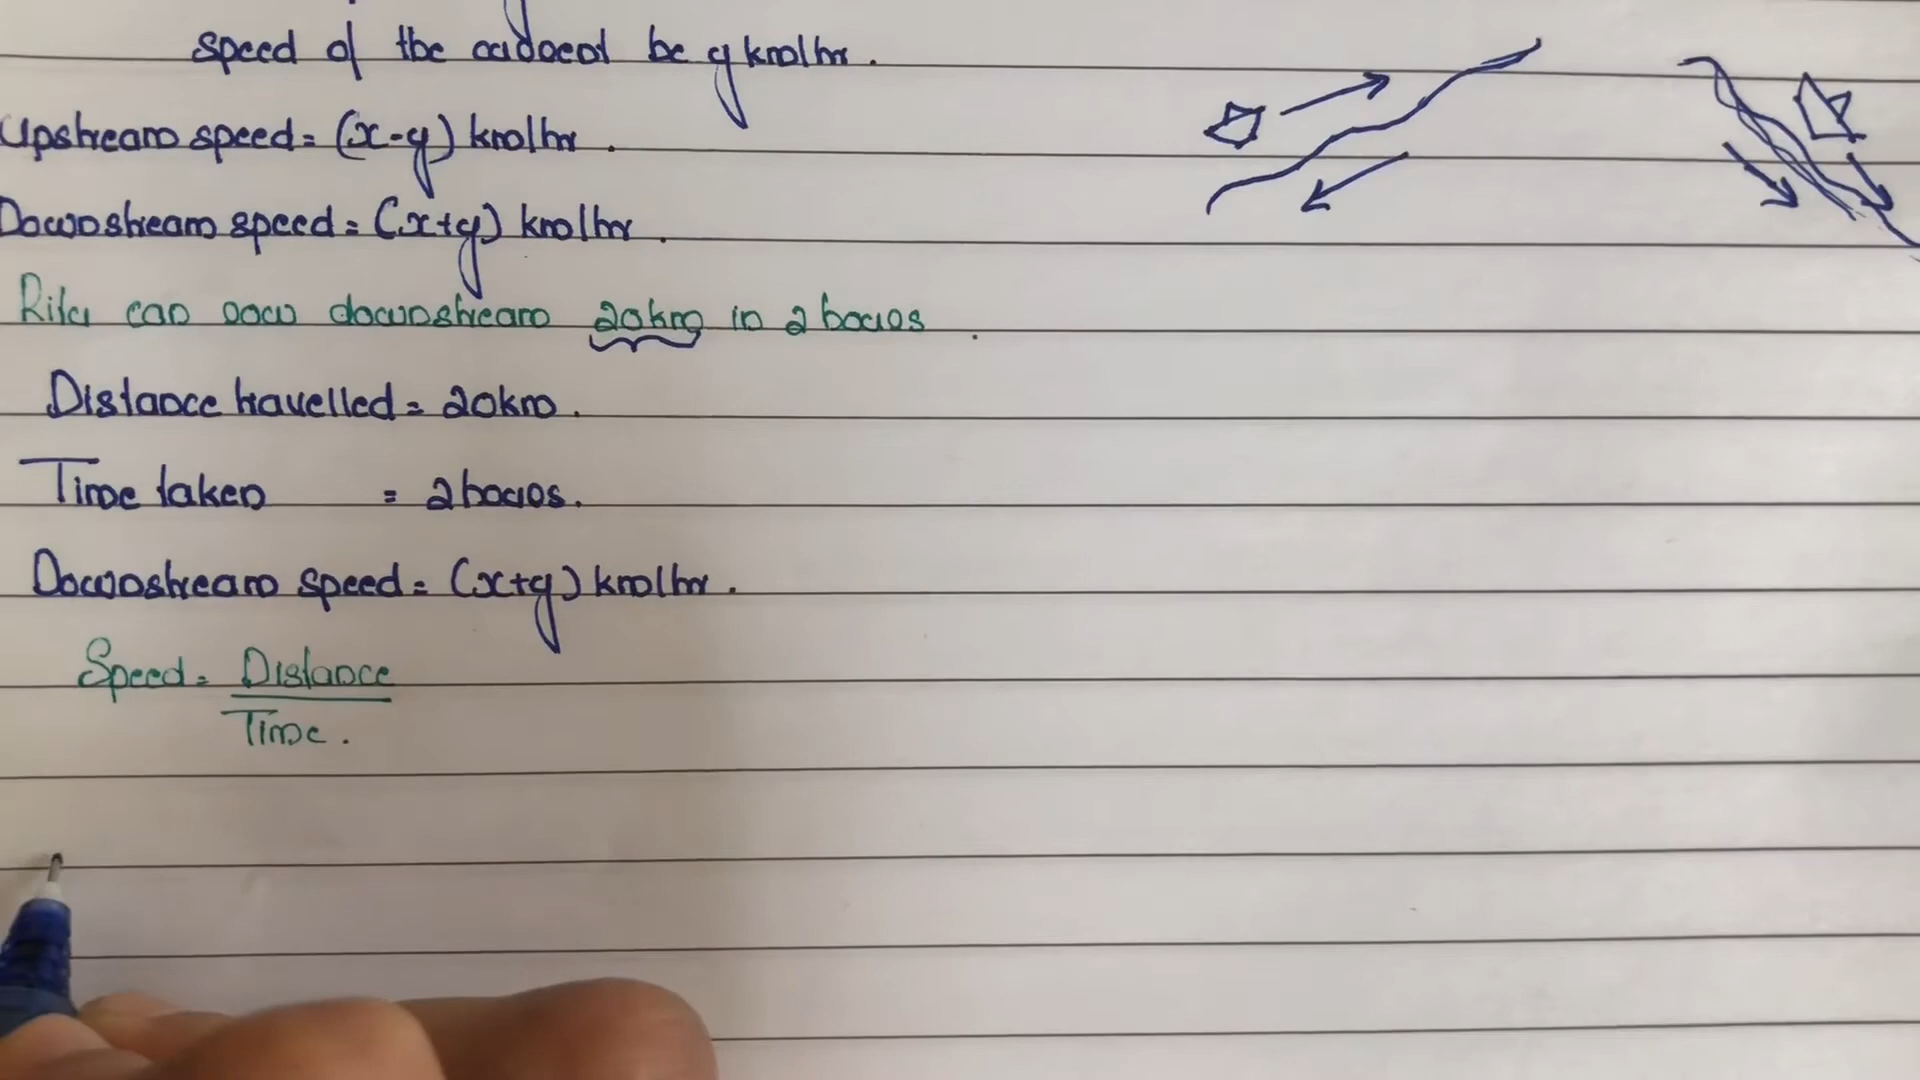 speed of the current be y km/hr.
Upstream speed = (x-y) km/hr.
Downstream speed = (x+y) km/hr.
Ritu can row downstream 20km in 2 hours.
Distance travelled = 20km.
Time taken = 2 hours.
Downstream speed = (x+y) km/hr.
Speed = Distance
Time.